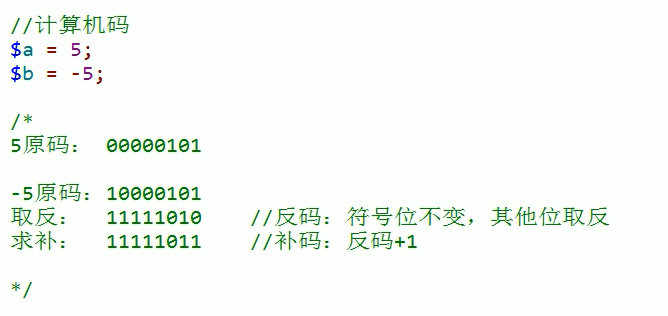 //计算机码
$a = 5;
$b = -5;
/*
5原码： 00000101
-5原码：10000101
取反： 11111010 //反码：符号位不变，其他位取反
求补： 11111011 //补码：反码+1
*/